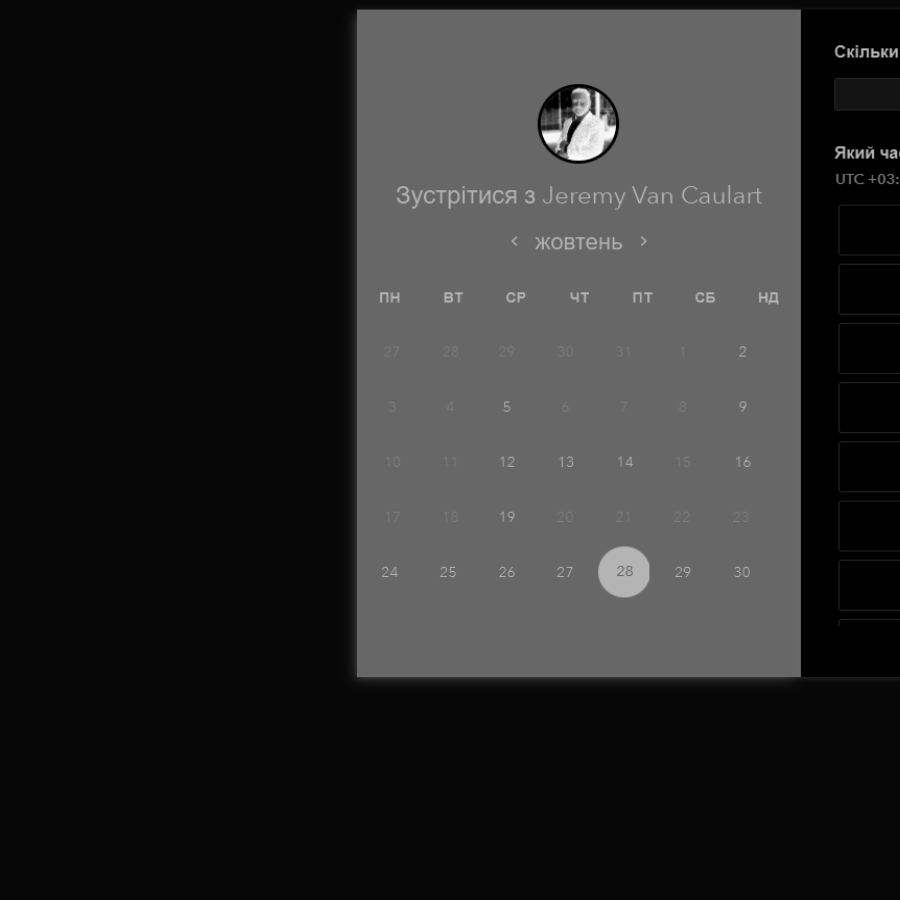 Зустрітися з Jeremy Van Caulart
жовтень
ПН ВТ СР ЧТ ПТ СБ НД
27 28 29 30 31 1 2
3 4 5 6 7 8 9
10 11 12 13 14 15 16
17 18 19 20 21 22 23
24 25 26 27 28 29 30
Скільки
Який ча
UTC +03: